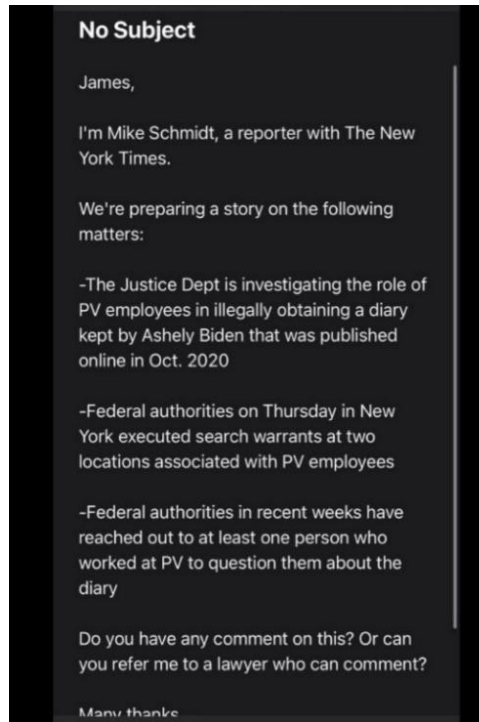 No Subject
James,
I'm Mike Schmidt, a reporter with The New
York Times.
We're preparing a story on the following
matters:
-The Justice Dept is investigating the role of
PV employees in illegally obtaining a diary
kept by Ashely Biden that was published
online in Oct. 2020
-Federal authorities on Thursday in New
York executed search warrants at two
locations associated with PV employees
-Federal authorities in recent weeks have
reached out to at least one person who
worked at PV to question them about the
diary
Do you have any comment on this? Or can
you refer me to a lawyer who can comment?
Many thanks